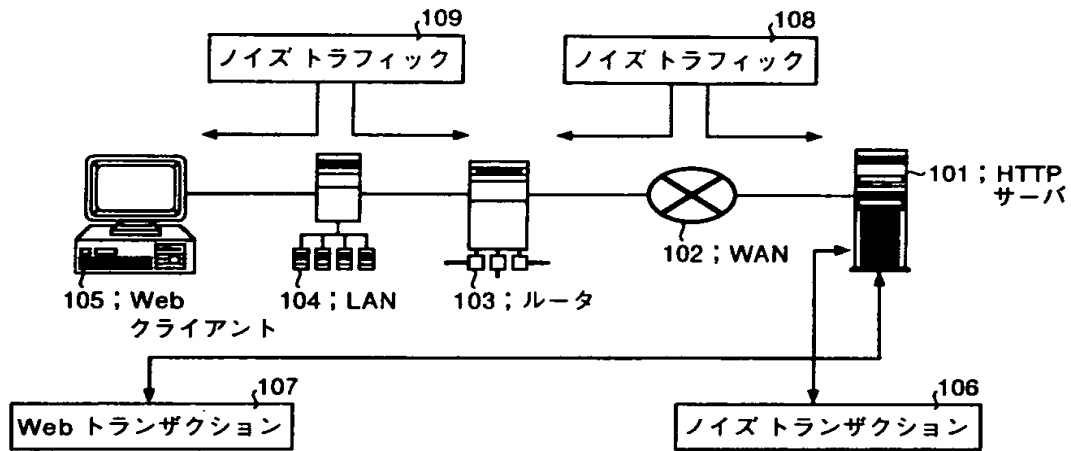 109
ノイズ トラフィック
108
ノイズ トラフィック
101；HTTP
サーバ
102；WAN
103；ルータ
104；LAN
105；Web
クライアント
107
Web トランザクション
106
ノイズ トランザクション